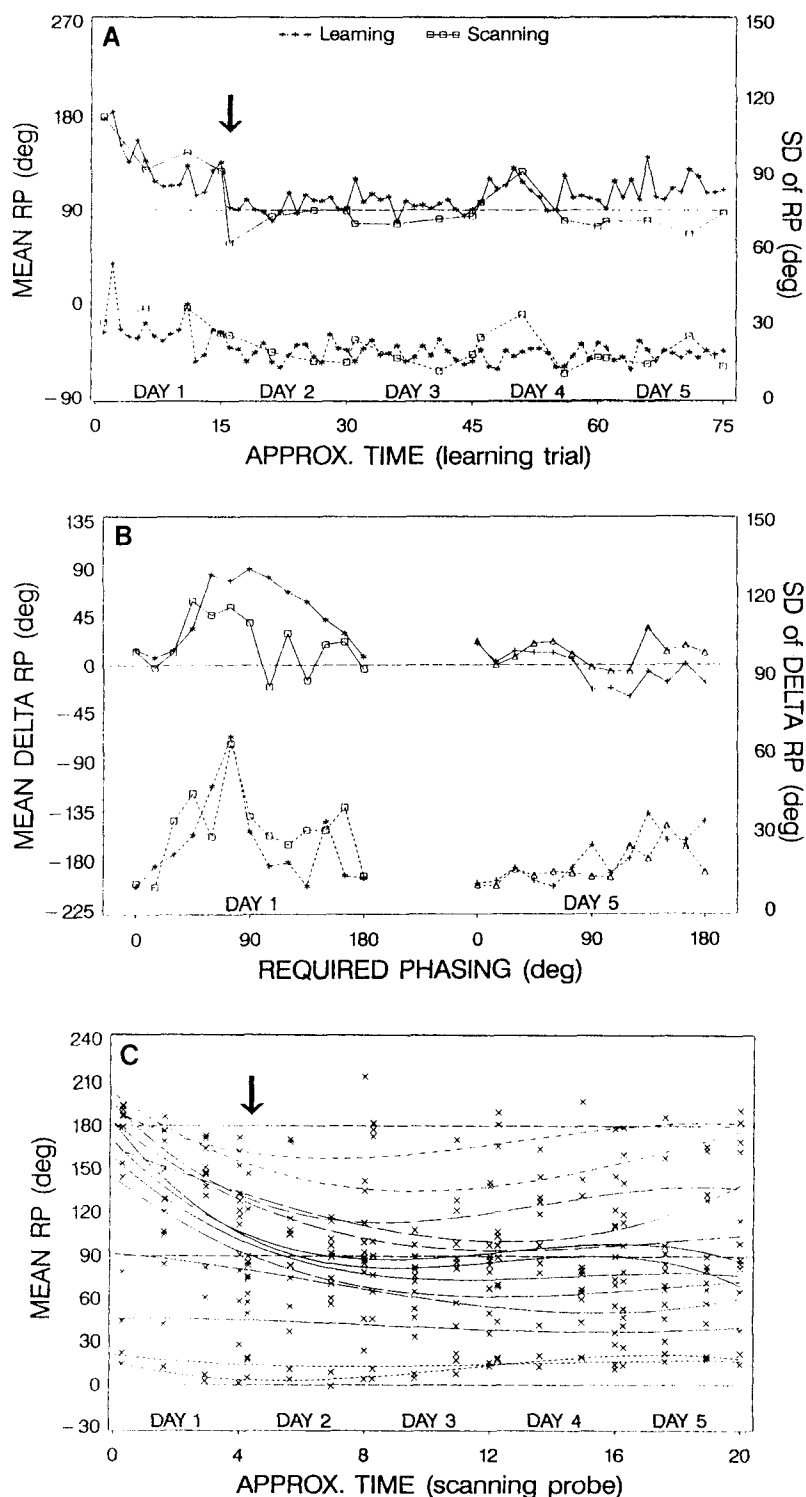 A
Learning
Scanning
270
180
90
0
−90
MEAN RP (deg)
150
120
90
60
30
0
SD of RP (deg)
DAY 1
DAY 2
DAY 3
DAY 4
DAY 5
0
15
30
45
60
75
APPROX. TIME (learning trial)
B
135
90
45
0
−45
−90
−135
−180
−225
MEAN DELTA RP (deg)
150
120
90
60
30
0
SD of DELTA RP (deg)
DAY 1
DAY 5
0
90
180
0
90
180
REQUIRED PHASING (deg)
C
240
210
180
150
120
90
60
30
0
−30
MEAN RP (deg)
DAY 1
DAY 2
DAY 3
DAY 4
DAY 5
0
4
8
12
16
20
APPROX. TIME (scanning probe)